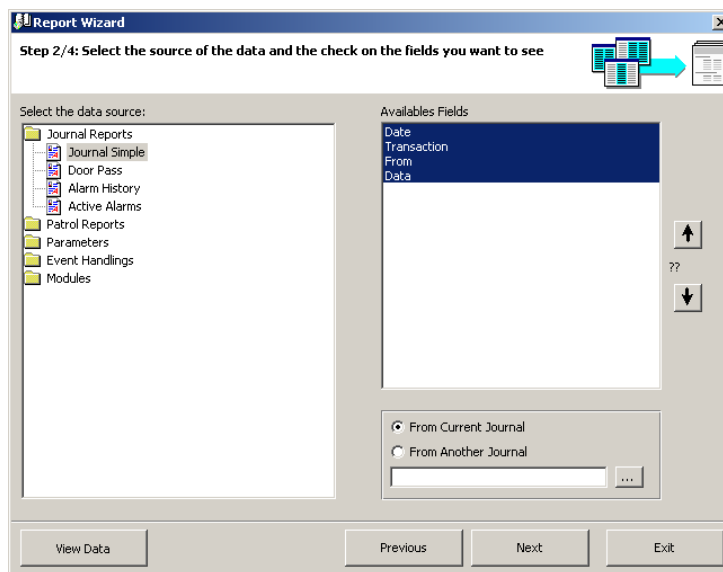 Report Wizard
Step 2/4: Select the source of the data and the check on the fields you want to see
Select the data source:
Journal Reports
Journal Simple
Door Pass
Alarm History
Active Alarms
Patrol Reports
Parameters
Event Handlings
Modules
Availables Fields
Date
Transaction
From
Data
??
From Current Journal
From Another Journal
...
View Data
Previous
Next
Exit